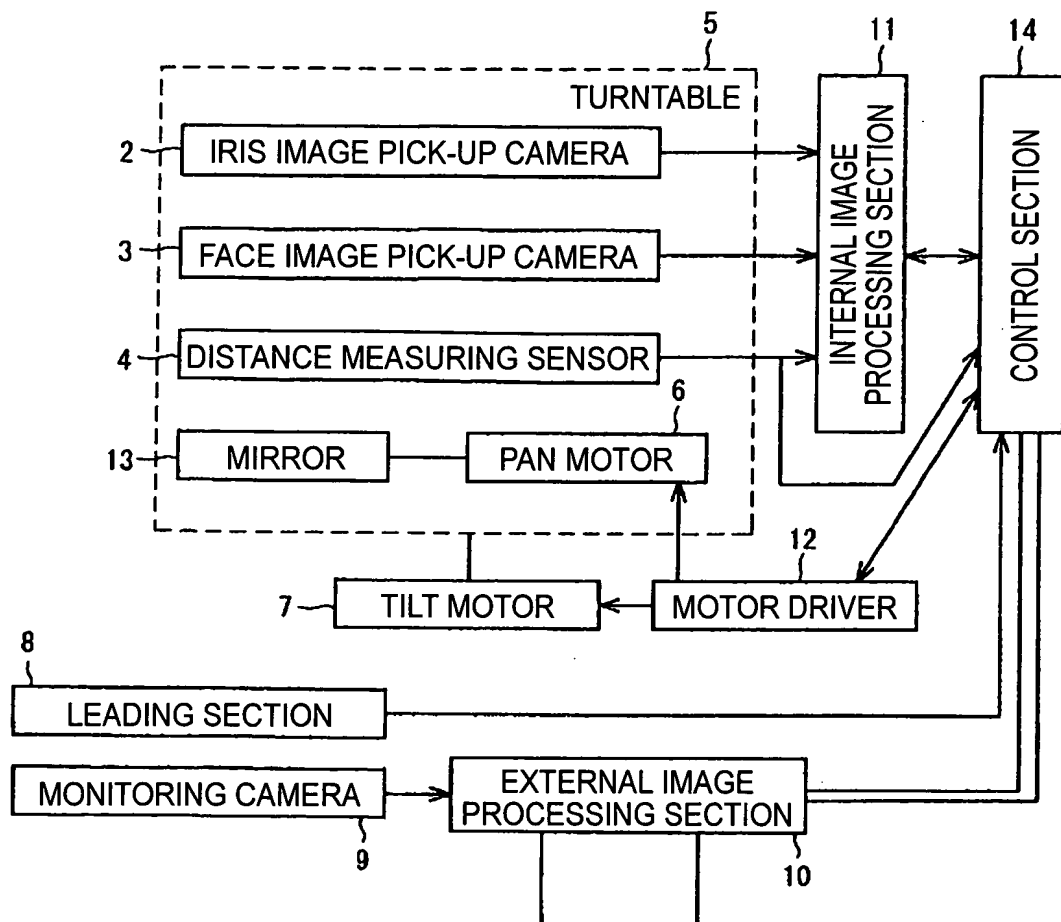 5
11
14
TURNTABLE
2
IRIS IMAGE PICK-UP CAMERA
3
FACE IMAGE PICK-UP CAMERA
4
DISTANCE MEASURING SENSOR
INTERNAL IMAGE
PROCESSING SECTION
CONTROL SECTION
6
13
MIRROR
PAN MOTOR
12
7
TILT MOTOR
MOTOR DRIVER
8
LEADING SECTION
MONITORING CAMERA
9
EXTERNAL IMAGE
PROCESSING SECTION
10